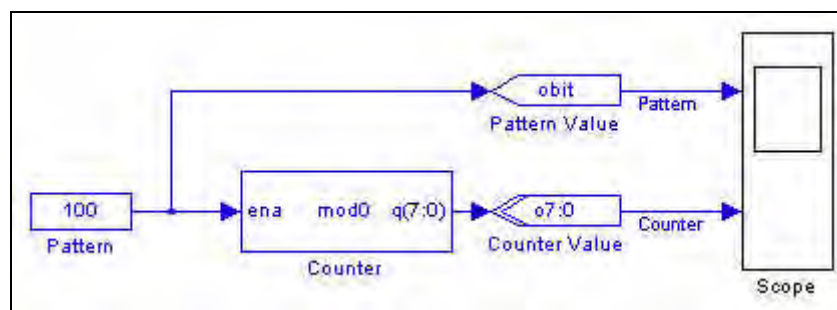 obit
Pattern
Pattern Value
100
ena mod0 q(7:0)
o7:0
Counter
Pattern
Counter Value
Counter
Scope